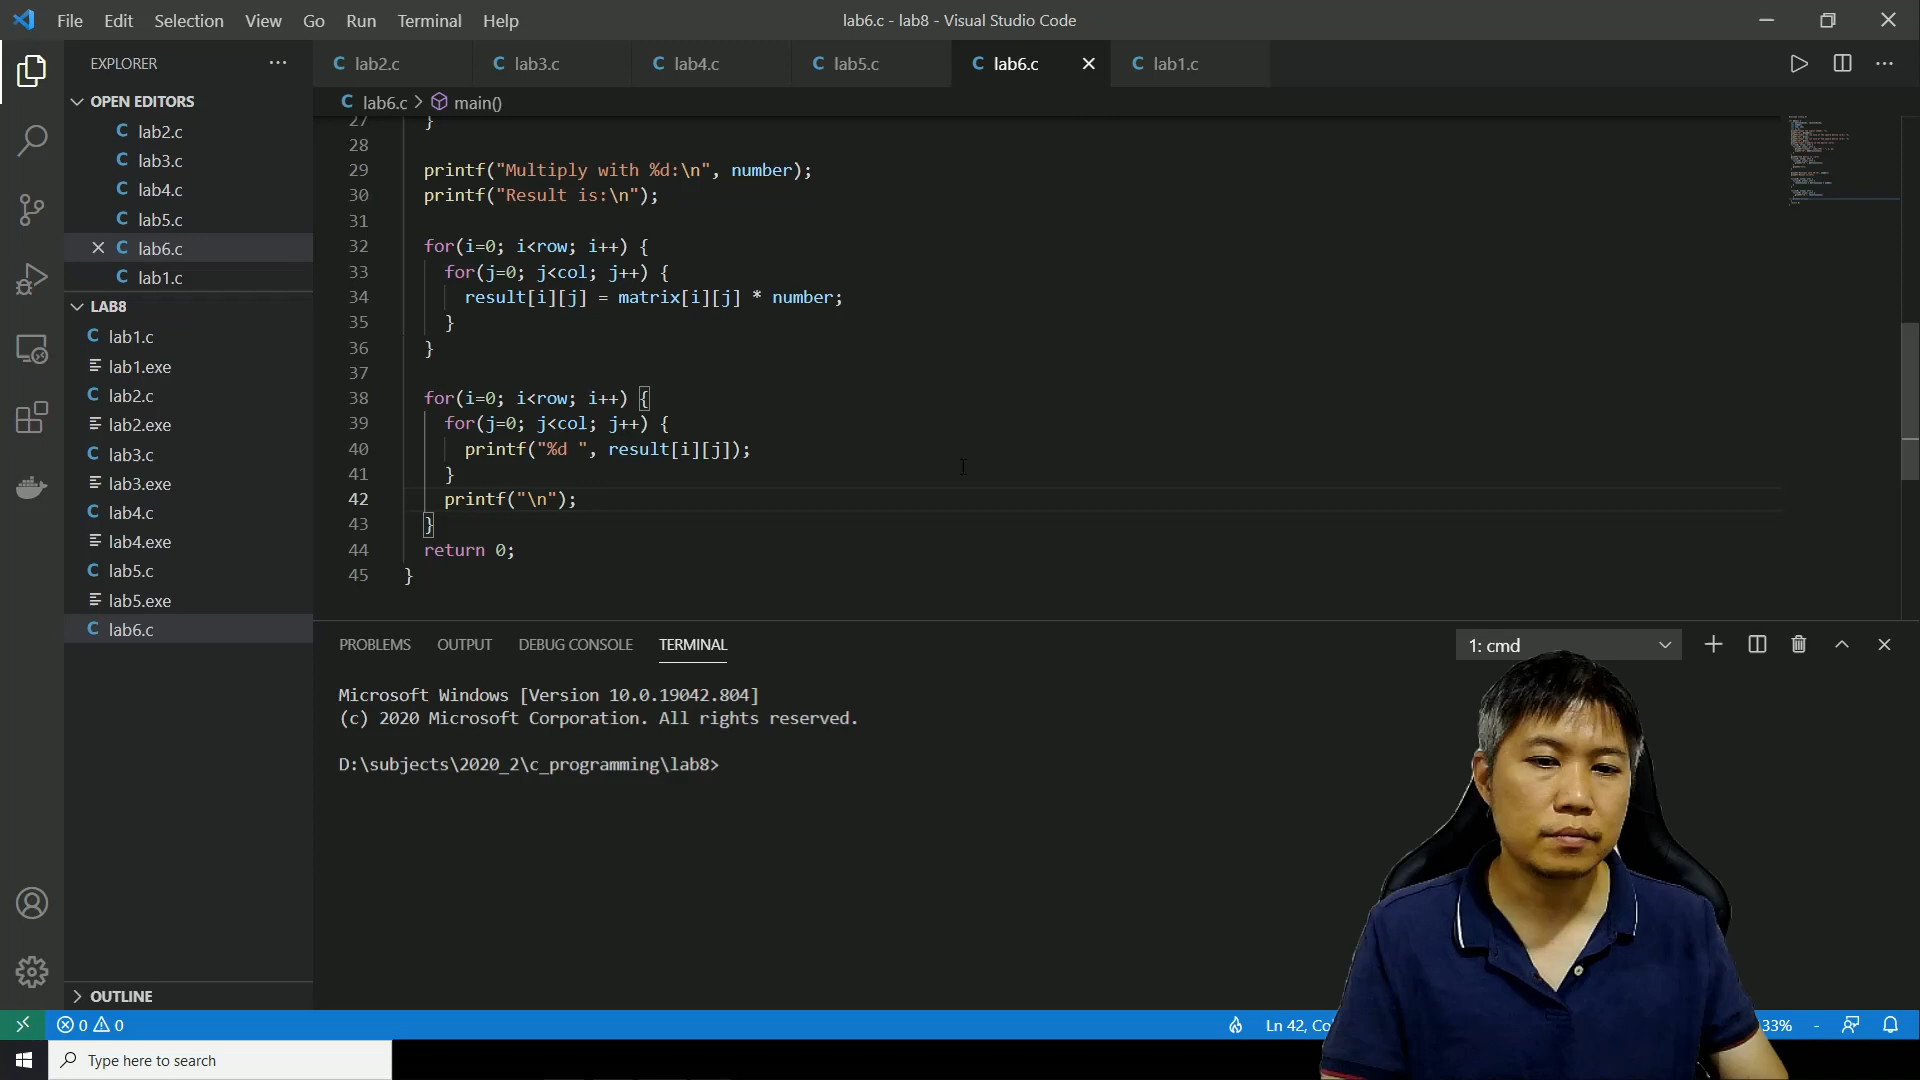 File Edit Selection View Go Run Terminal Help
lab6.c - lab8 - Visual Studio Code
EXPLORER
OPEN EDITORS
lab2.c
lab3.c
lab4.c
lab5.c
lab6.c
lab1.c
LAB8
lab1.c
lab1.exe
lab2.c
lab2.exe
lab3.c
lab3.exe
lab4.c
lab4.exe
lab5.c
lab5.exe
lab6.c
OUTLINE
lab2.c lab3.c lab4.c lab5.c lab6.c lab1.c
lab6.c > main()
27 }
28
29 printf("Multiply with %d:\n", number);
30 printf("Result is:\n");
31
32 for(i=0; i<row; i++) {
33 for(j=0; j<col; j++) {
34 result[i][j] = matrix[i][j] * number;
35 }
36 }
37
38 for(i=0; i<row; i++) {
39 for(j=0; j<col; j++) {
40 printf("%d ", result[i][j]);
41 }
42 printf("\n");
43 }
44 return 0;
45 }
PROBLEMS OUTPUT DEBUG CONSOLE TERMINAL
1: cmd
Microsoft Windows [Version 10.0.19042.804]
(c) 2020 Microsoft Corporation. All rights reserved.
D:\subjects\2020_2\c_programming\lab8>
0 0
Ln 42, Co
33%
Type here to search